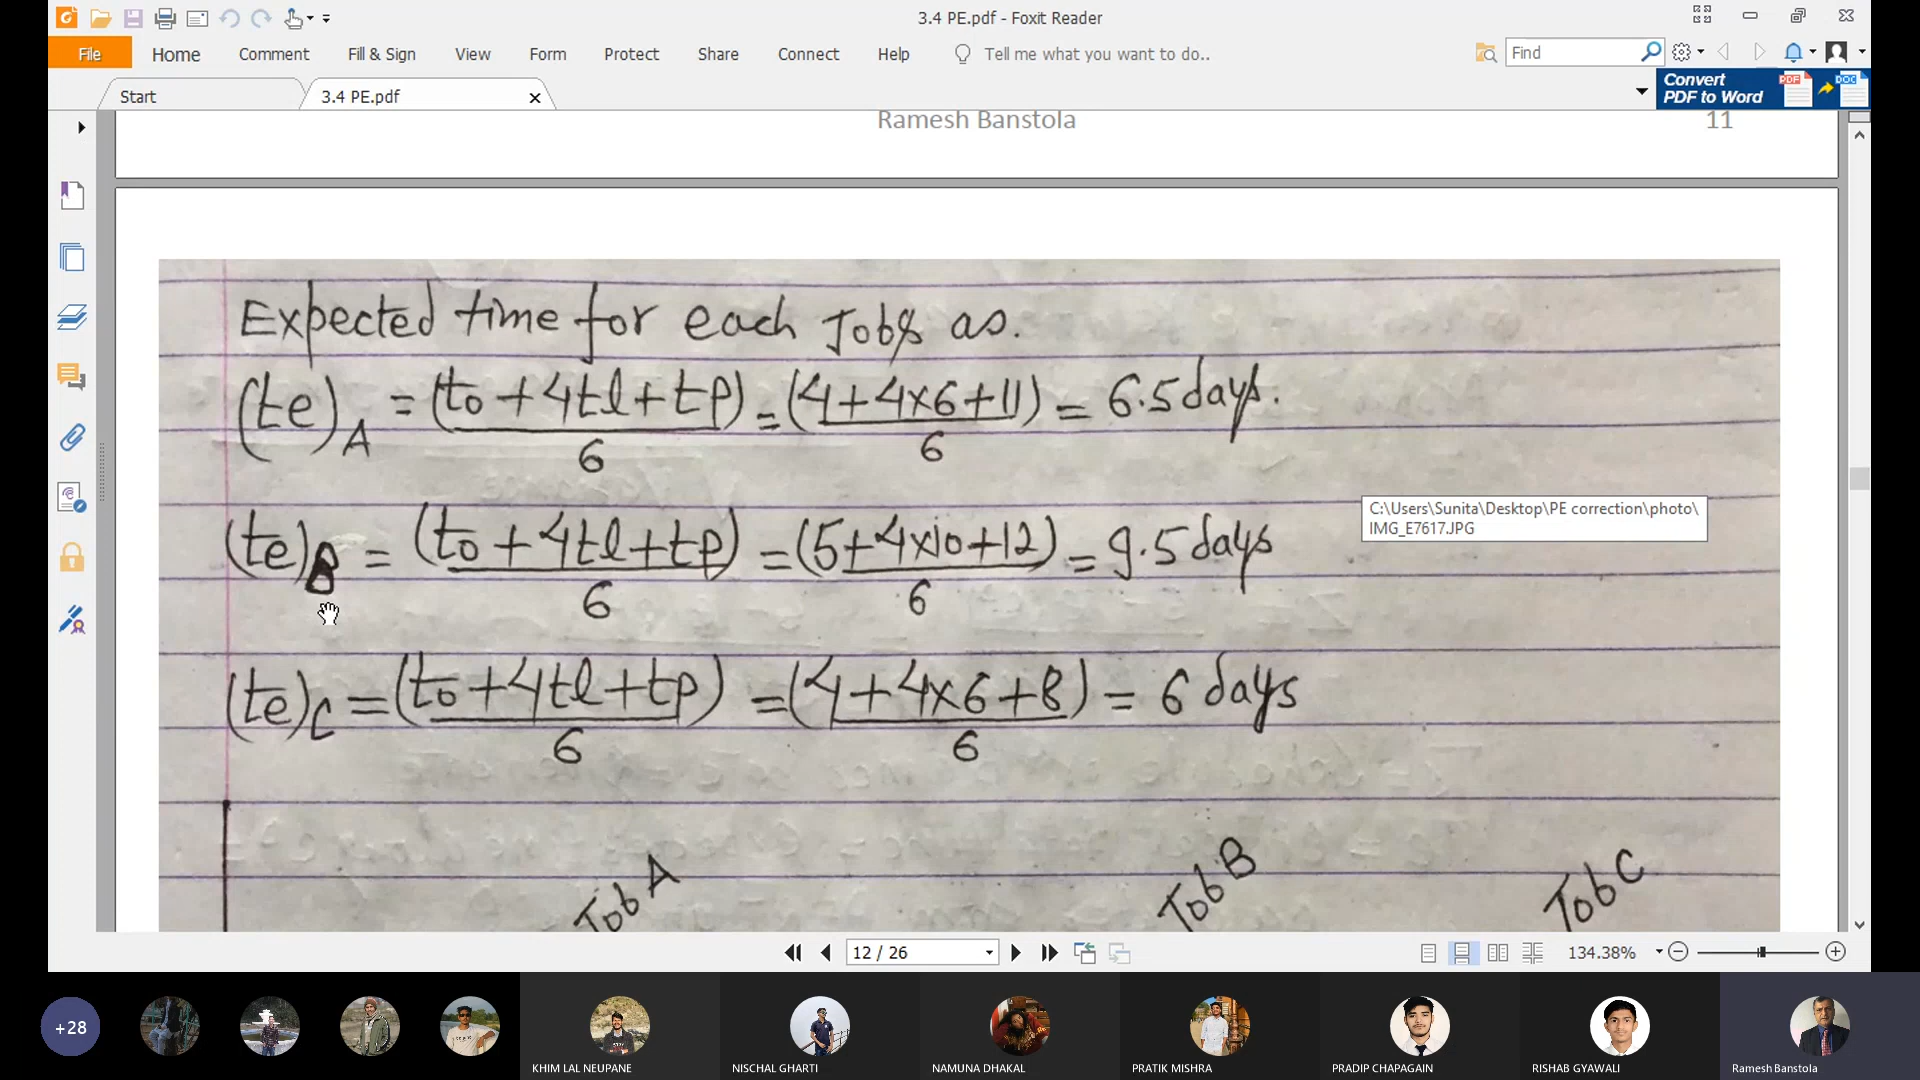 3.4 PE.pdf - Foxit Reader
File Home Comment Fill & Sign View Form Protect Share Connect Help Tell me what you want to do.. Find
Start 3.4 PE.pdf
Convert PDF to Word PDF DOC
Ramesh Banstola 11
Expected time for each Jobs as.
(te)A = (to + 4tl + tp) / 6 = (4 + 4x6 + 11) / 6 = 6.5 days.
C:\Users\Sunita\Desktop\PE correction\photo\
IMG_E7617.JPG
(te)B = (to + 4tl + tp) / 6 = (5 + 4x10 + 12) / 6 = 9.5 days
(te)C = (to + 4tl + tp) / 6 = (4 + 4x6 + 8) / 6 = 6 days
Job A Job B Job C
12 / 26 134.38%
+28
KHIM LAL NEUPANE NISCHAL GHARTI NAMUNA DHAKAL PRATIK MISHRA PRADIP CHAPAGAIN RISHAB GYAWALI Ramesh Banstola